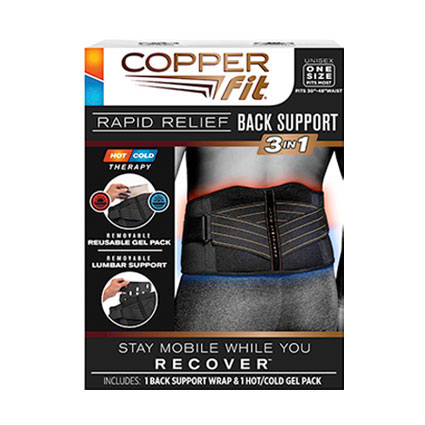 COPPER
fit
UNISEX
ONE
SIZE
FITS MOST
FITS 30"-48" WAIST
RAPID RELIEF BACK SUPPORT
3 IN 1
HOT COLD
THERAPY
REMOVABLE
REUSABLE GEL PACK
REMOVABLE
LUMBAR SUPPORT
STAY MOBILE WHILE YOU
RECOVER™
INCLUDES: 1 BACK SUPPORT WRAP & 1 HOT/COLD GEL PACK